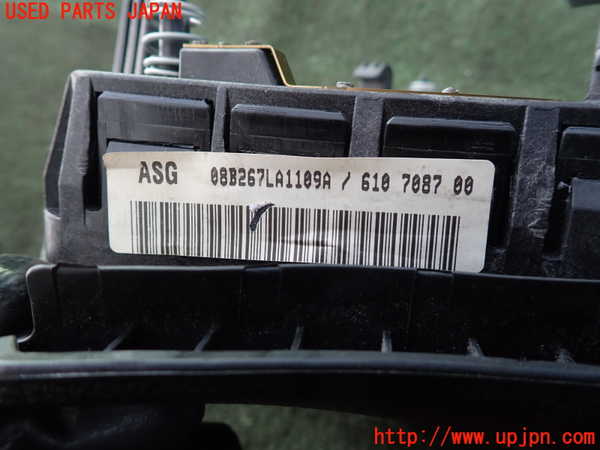 USED PARTS JAPAN
ASG 08B267LA1109A / 610 7087 00
http://www.upjpn.com/